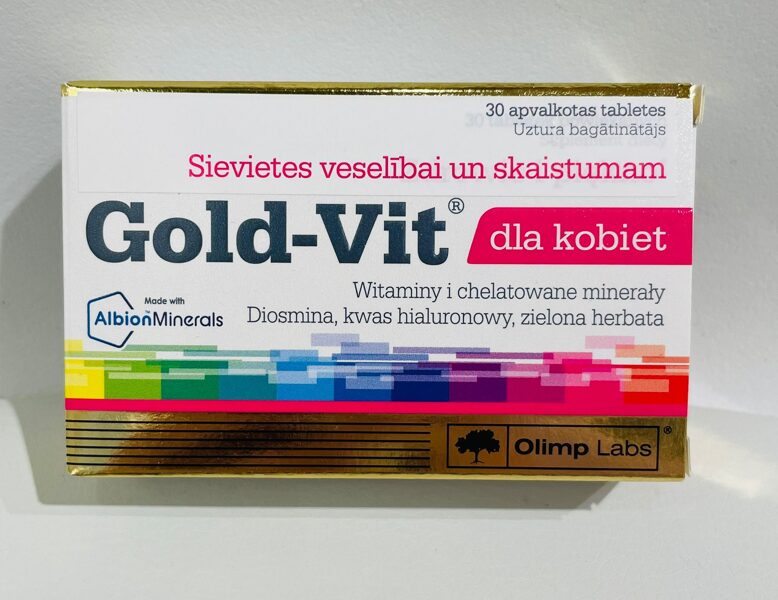 30 apvalkotas tabletes
Uztura bagātinātājs
Sievietes veselībai un skaistumam
Gold-Vit® dla kobiet
Witaminy i chelatowane minerały
Diosmina, kwas hialuronowy, zielona herbata
Made with
Albion™Minerals
Olimp Labs®